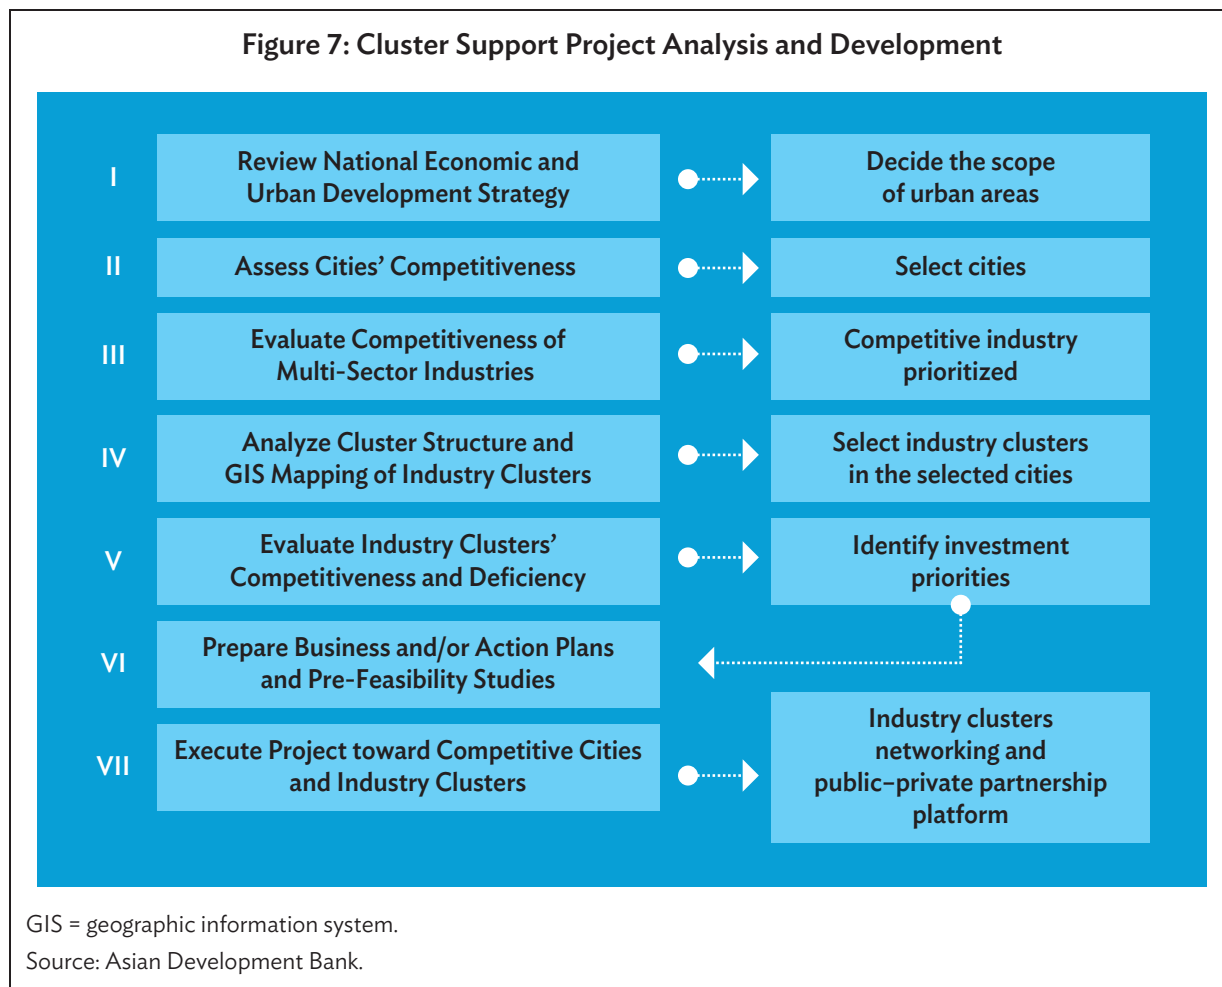 Figure 7: Cluster Support Project Analysis and Development
I
Review National Economic and
Urban Development Strategy
Decide the scope
of urban areas
II
Assess Cities’ Competitiveness
Select cities
III
Evaluate Competitiveness of
Multi-Sector Industries
Competitive industry
prioritized
IV
Analyze Cluster Structure and
GIS Mapping of Industry Clusters
Select industry clusters
in the selected cities
V
Evaluate Industry Clusters’
Competitiveness and Deficiency
Identify investment
priorities
VI
Prepare Business and/or Action Plans
and Pre-Feasibility Studies
VII
Execute Project toward Competitive Cities
and Industry Clusters
Industry clusters
networking and
public–private partnership
platform
GIS = geographic information system.
Source: Asian Development Bank.